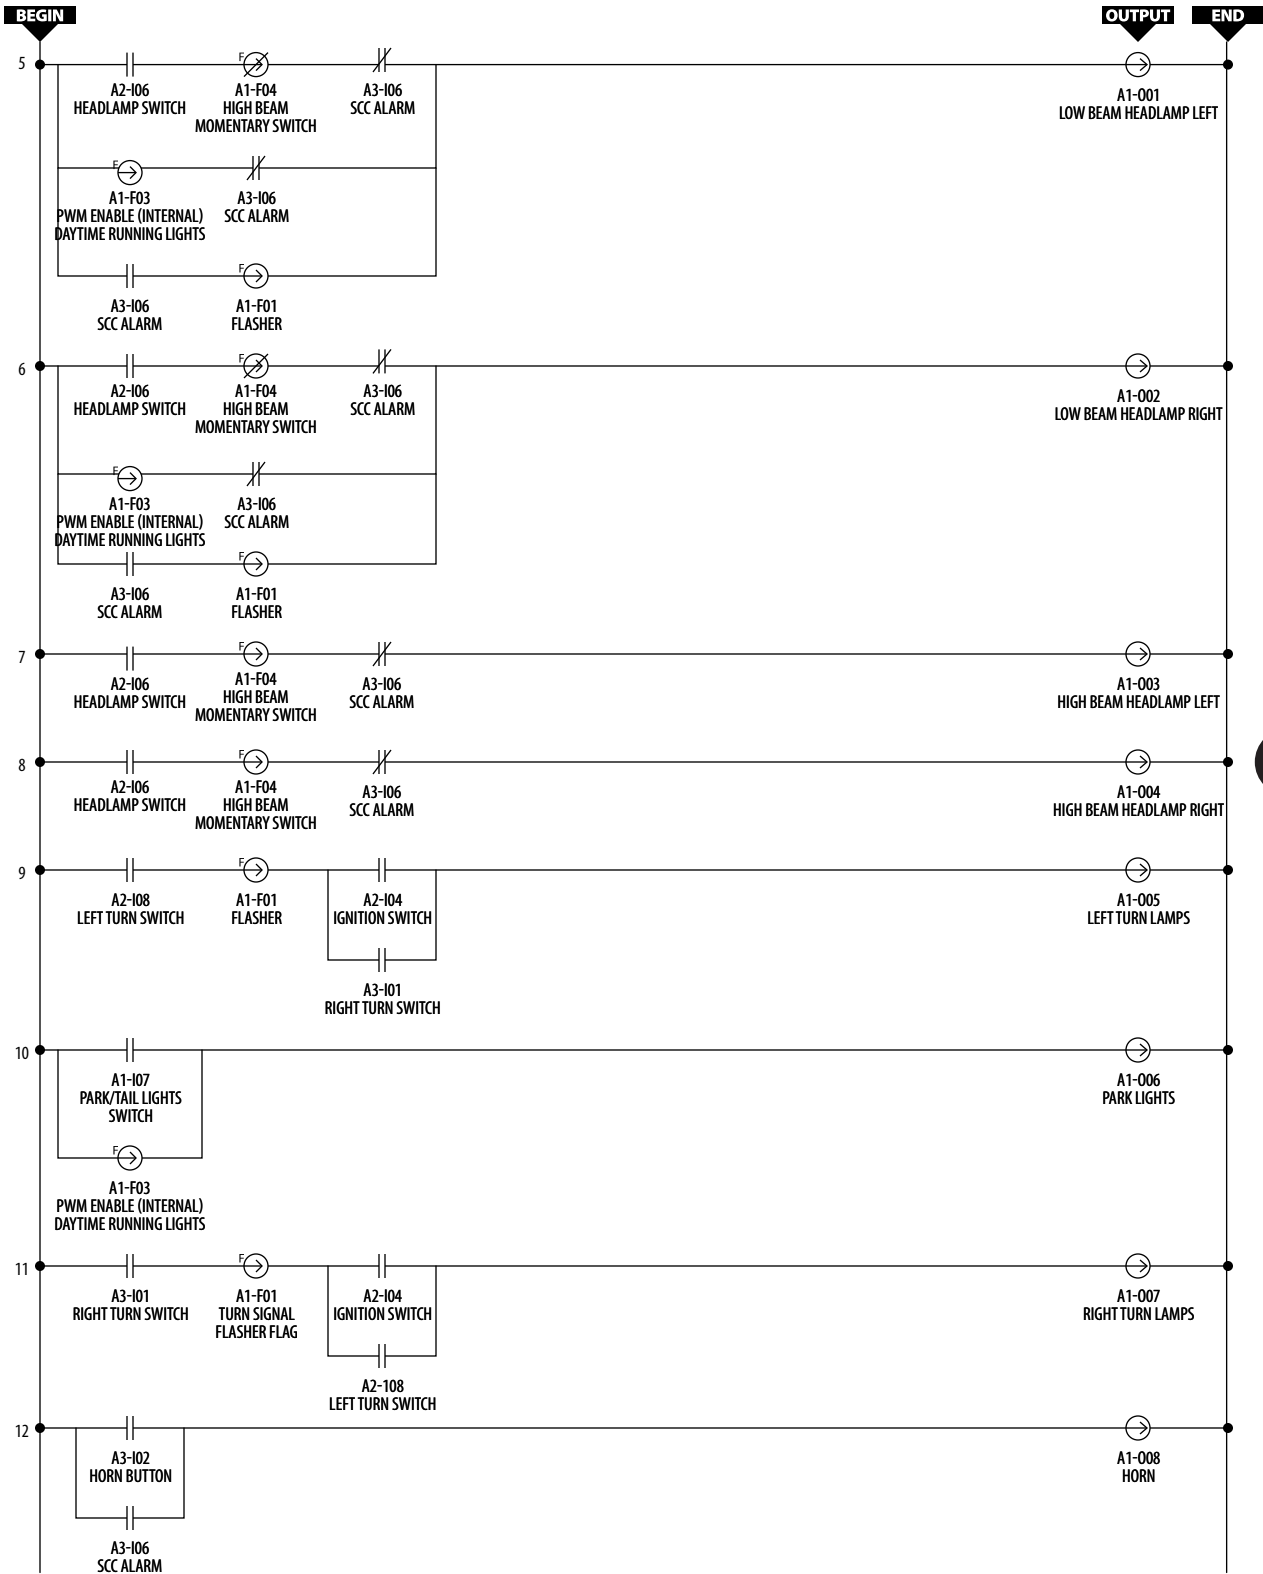 BEGIN
OUTPUT
END
5
F
A2-I06
HEADLAMP SWITCH
A1-F04
HIGH BEAM
MOMENTARY SWITCH
A3-I06
SCC ALARM
A1-O01
LOW BEAM HEADLAMP LEFT
F
A1-F03
PWM ENABLE (INTERNAL)
DAYTIME RUNNING LIGHTS
A3-I06
SCC ALARM
F
A3-I06
SCC ALARM
A1-F01
FLASHER
6
F
A2-I06
HEADLAMP SWITCH
A1-F04
HIGH BEAM
MOMENTARY SWITCH
A3-I06
SCC ALARM
A1-O02
LOW BEAM HEADLAMP RIGHT
F
A1-F03
PWM ENABLE (INTERNAL)
DAYTIME RUNNING LIGHTS
A3-I06
SCC ALARM
F
A3-I06
SCC ALARM
A1-F01
FLASHER
7
F
A2-I06
HEADLAMP SWITCH
A1-F04
HIGH BEAM
MOMENTARY SWITCH
A3-I06
SCC ALARM
A1-O03
HIGH BEAM HEADLAMP LEFT
8
F
A2-I06
HEADLAMP SWITCH
A1-F04
HIGH BEAM
MOMENTARY SWITCH
A3-I06
SCC ALARM
A1-O04
HIGH BEAM HEADLAMP RIGHT
9
F
A2-I08
LEFT TURN SWITCH
A1-F01
FLASHER
A2-I04
IGNITION SWITCH
A1-O05
LEFT TURN LAMPS
A3-I01
RIGHT TURN SWITCH
10
A1-I07
PARK/TAIL LIGHTS
SWITCH
A1-O06
PARK LIGHTS
F
A1-F03
PWM ENABLE (INTERNAL)
DAYTIME RUNNING LIGHTS
11
F
A3-I01
RIGHT TURN SWITCH
A1-F01
TURN SIGNAL
FLASHER FLAG
A2-I04
IGNITION SWITCH
A1-O07
RIGHT TURN LAMPS
A2-108
LEFT TURN SWITCH
12
A3-I02
HORN BUTTON
A1-O08
HORN
A3-I06
SCC ALARM